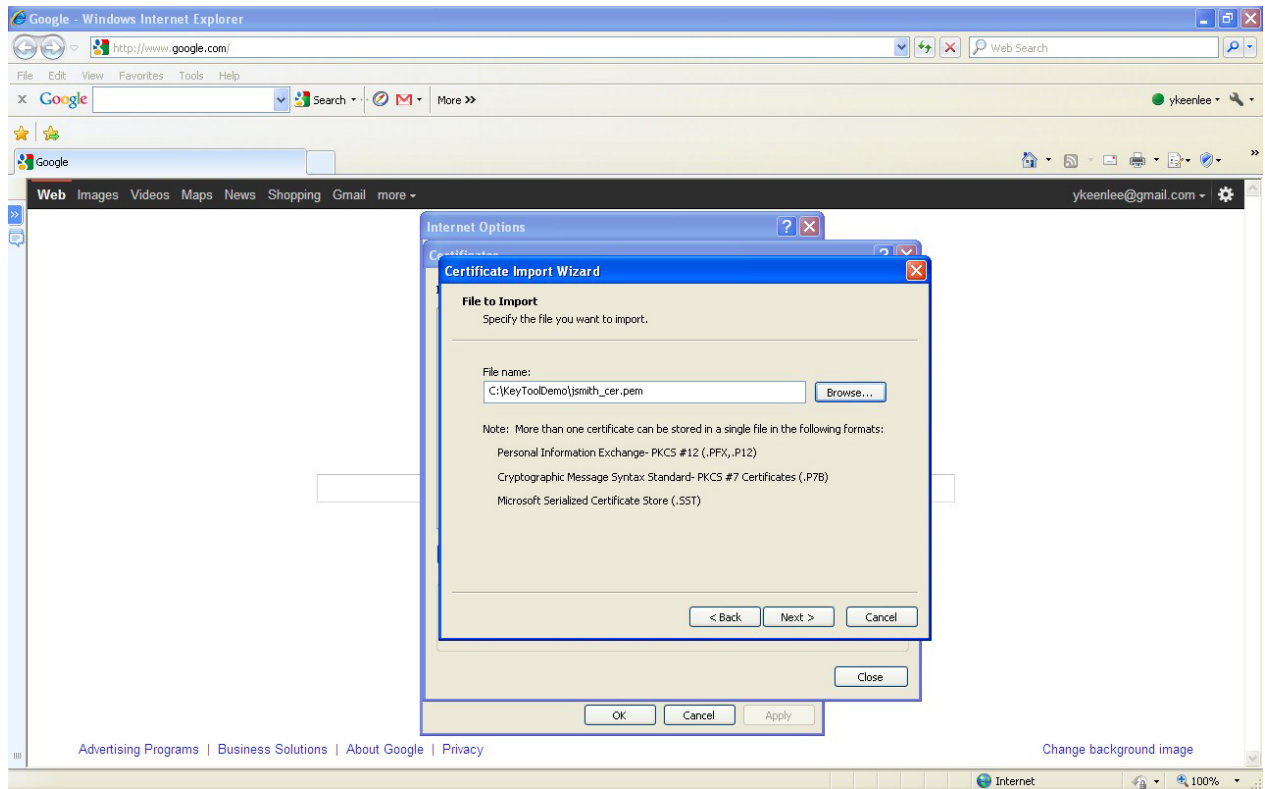 Google - Windows Internet Explorer
http://www.google.com/ Web Search
File Edit View Favorites Tools Help
x Google Search More >> ykeenlee
Google
Web Images Videos Maps News Shopping Gmail more ykeenlee@gmail.com
Internet Options
Certificates
Certificate Import Wizard
File to Import
Specify the file you want to import.
File name:
C:\KeyToolDemo\jsmith_cer.pem Browse...
Note: More than one certificate can be stored in a single file in the following formats:
Personal Information Exchange- PKCS #12 (.PFX,.P12)
Cryptographic Message Syntax Standard- PKCS #7 Certificates (.P7B)
Microsoft Serialized Certificate Store (.SST)
< Back Next > Cancel
Close
OK Cancel Apply
Advertising Programs | Business Solutions | About Google | Privacy Change background image
Internet 100%